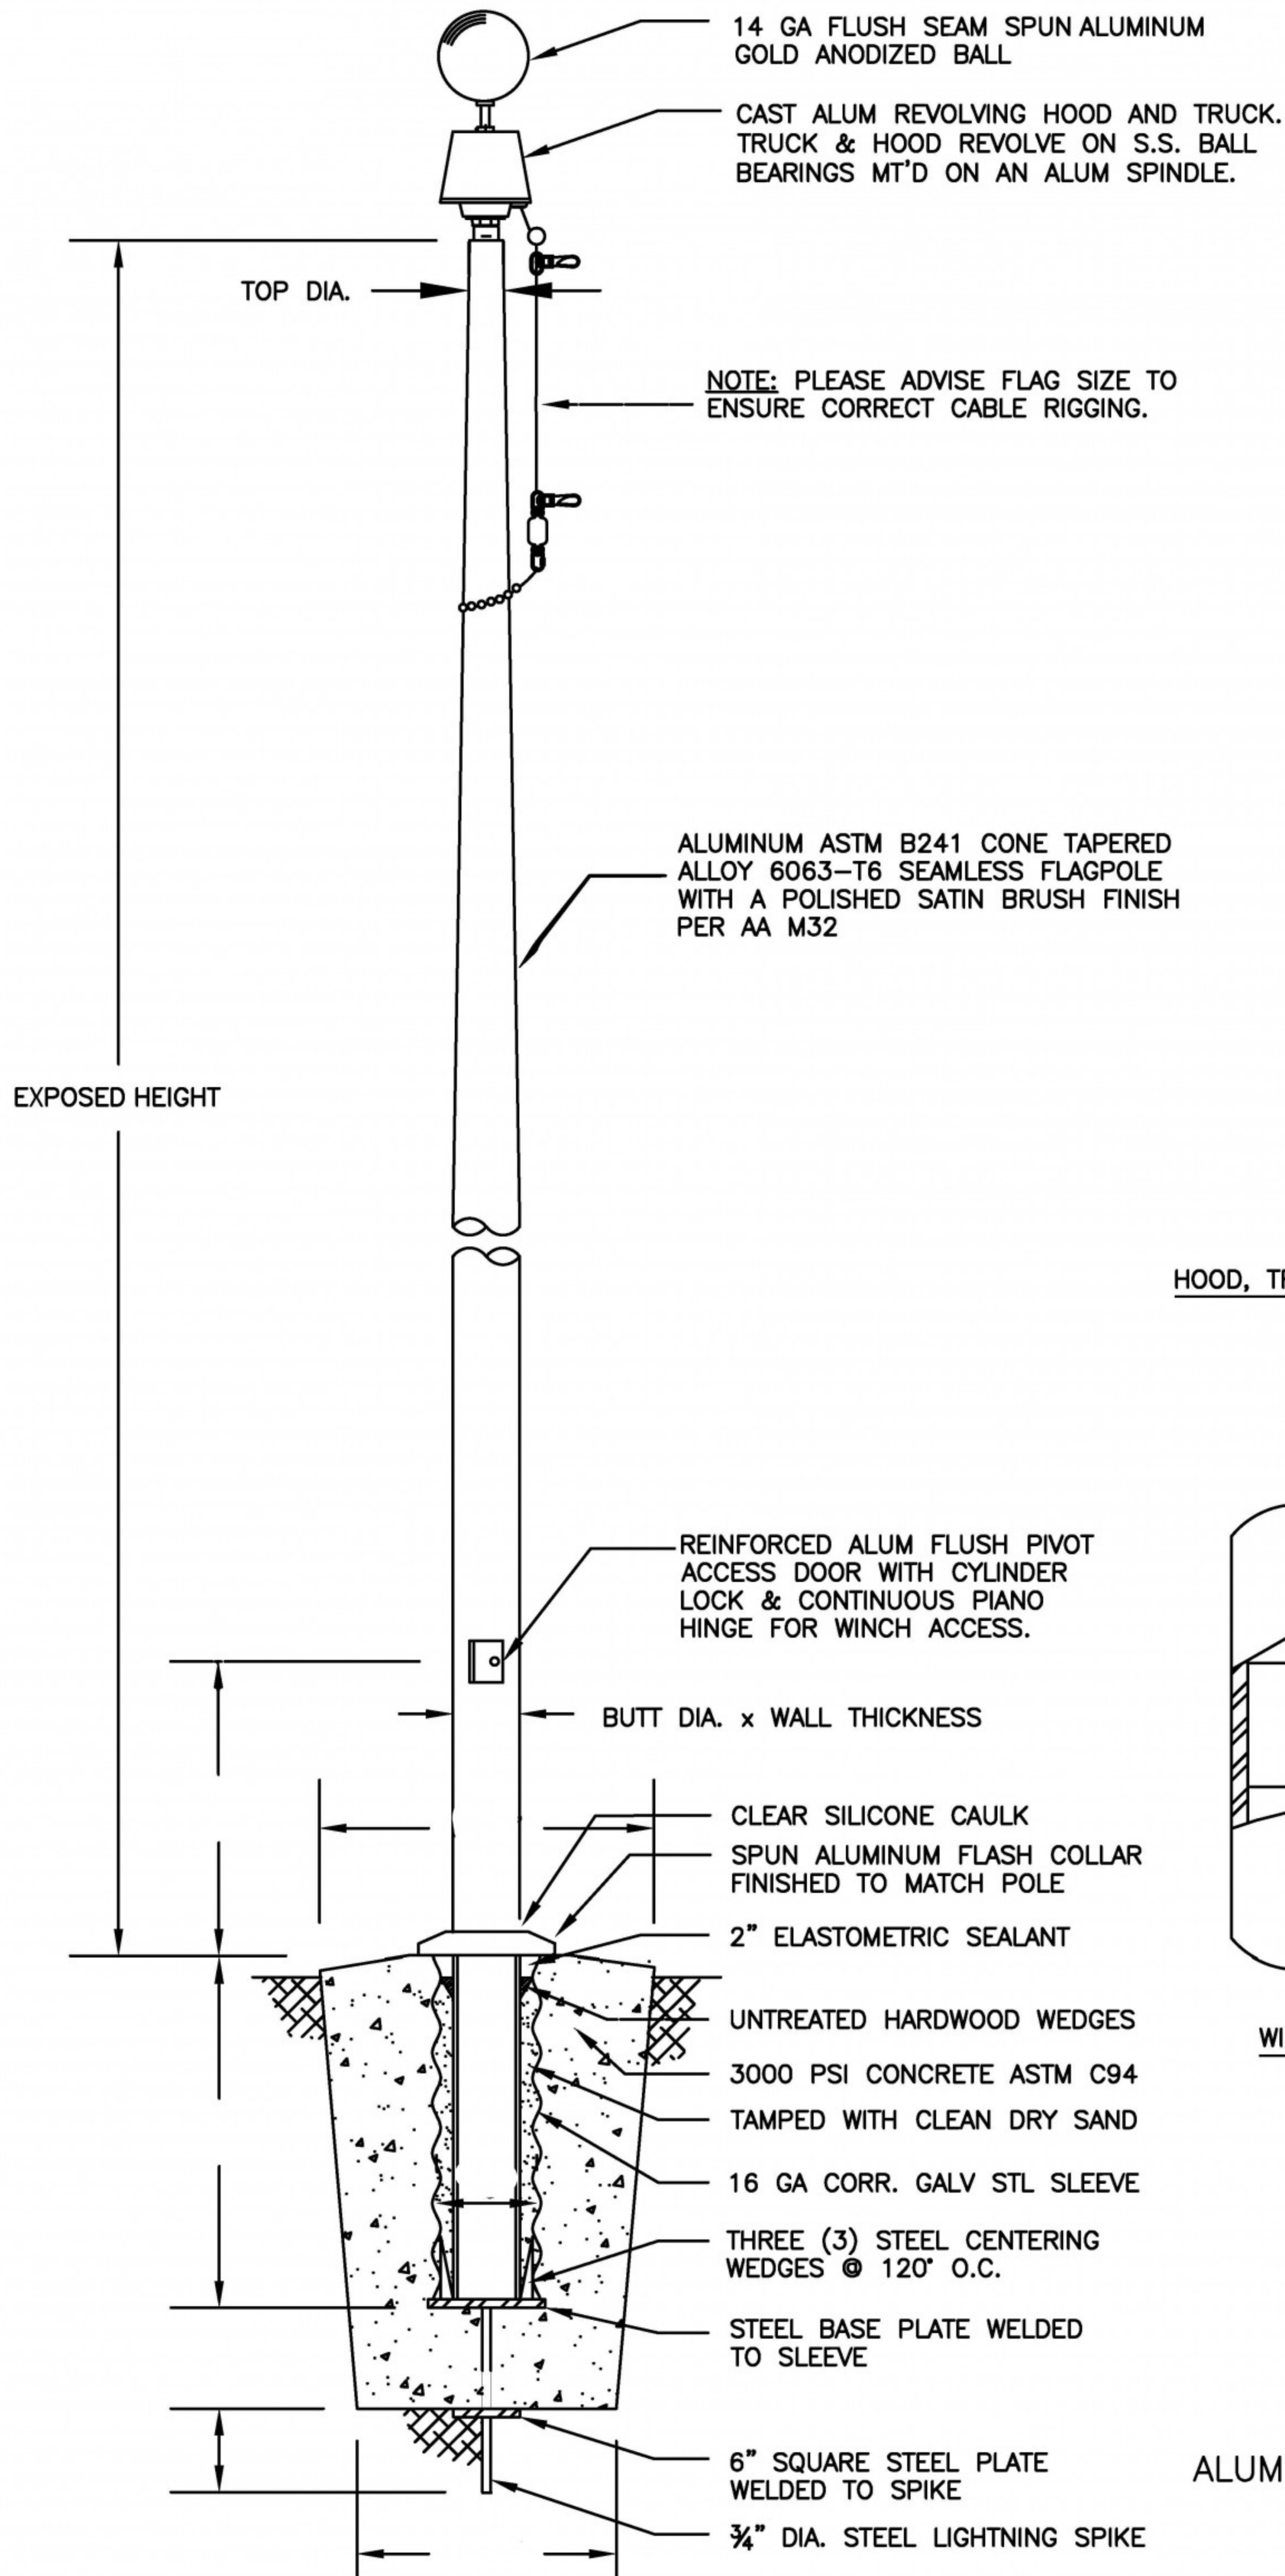 14 GA FLUSH SEAM SPUN ALUMINUM
GOLD ANODIZED BALL
CAST ALUM REVOLVING HOOD AND TRUCK.
TRUCK & HOOD REVOLVE ON S.S. BALL
BEARINGS MT'D ON AN ALUM SPINDLE.
TOP DIA.
NOTE: PLEASE ADVISE FLAG SIZE TO
ENSURE CORRECT CABLE RIGGING.
ALUMINUM ASTM B241 CONE TAPERED
ALLOY 6063-T6 SEAMLESS FLAGPOLE
WITH A POLISHED SATIN BRUSH FINISH
PER AA M32
EXPOSED HEIGHT
HOOD,
REINFORCED ALUM FLUSH PIVOT
ACCESS DOOR WITH CYLINDER
LOCK & CONTINUOUS PIANO
HINGE FOR WINCH ACCESS.
BUTT DIA. x WALL THICKNESS
CLEAR SILICONE CAULK
SPUN ALUMINUM FLASH COLLAR
FINISHED TO MATCH POLE
2" ELASTOMETRIC SEALANT
UNTREATED HARDWOOD WEDGES
WI
3000 PSI CONCRETE ASTM C94
TAMPED WITH CLEAN DRY SAND
16 GA CORR. GALV STL SLEEVE
THREE (3) STEEL CENTERING
WEDGES @ 120° O.C.
STEEL BASE PLATE WELDED
TO SLEEVE
6" SQUARE STEEL PLATE
WELDED TO SPIKE
ALUM
¾" DIA. STEEL LIGHTNING SPIKE